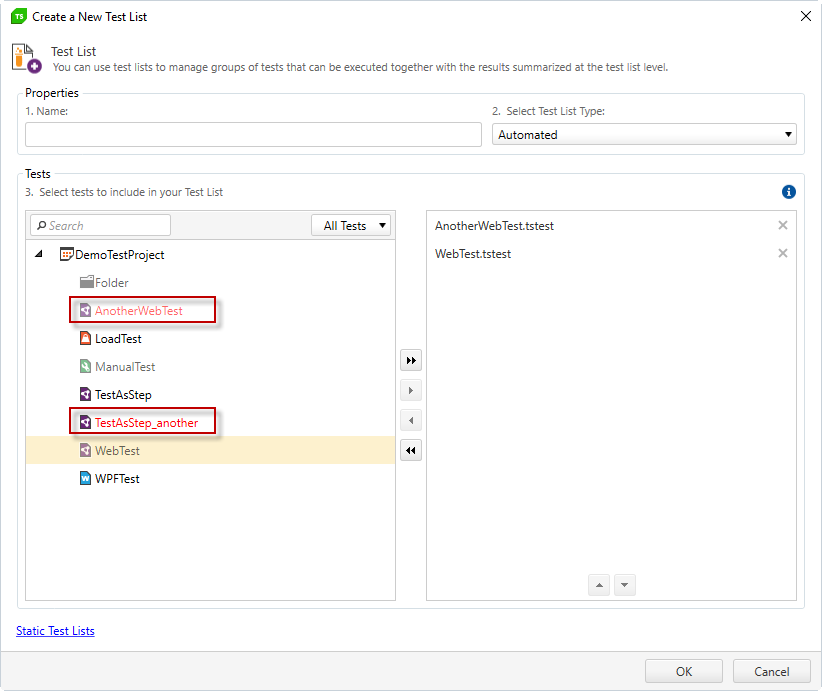 TS Create a New Test List
Test List
You can use test lists to manage groups of tests that can be executed together with the results summarized at the test list level.
Properties
1. Name:
2. Select Test List Type:
Automated
Tests
3. Select tests to include in your Test List
Search
All Tests
DemoTestProject
Folder
AnotherWebTest
LoadTest
ManualTest
TestAsStep
TestAsStep_another
WebTest
WPFTest
AnotherWebTest.tstest
WebTest.tstest
Static Test Lists
OK
Cancel